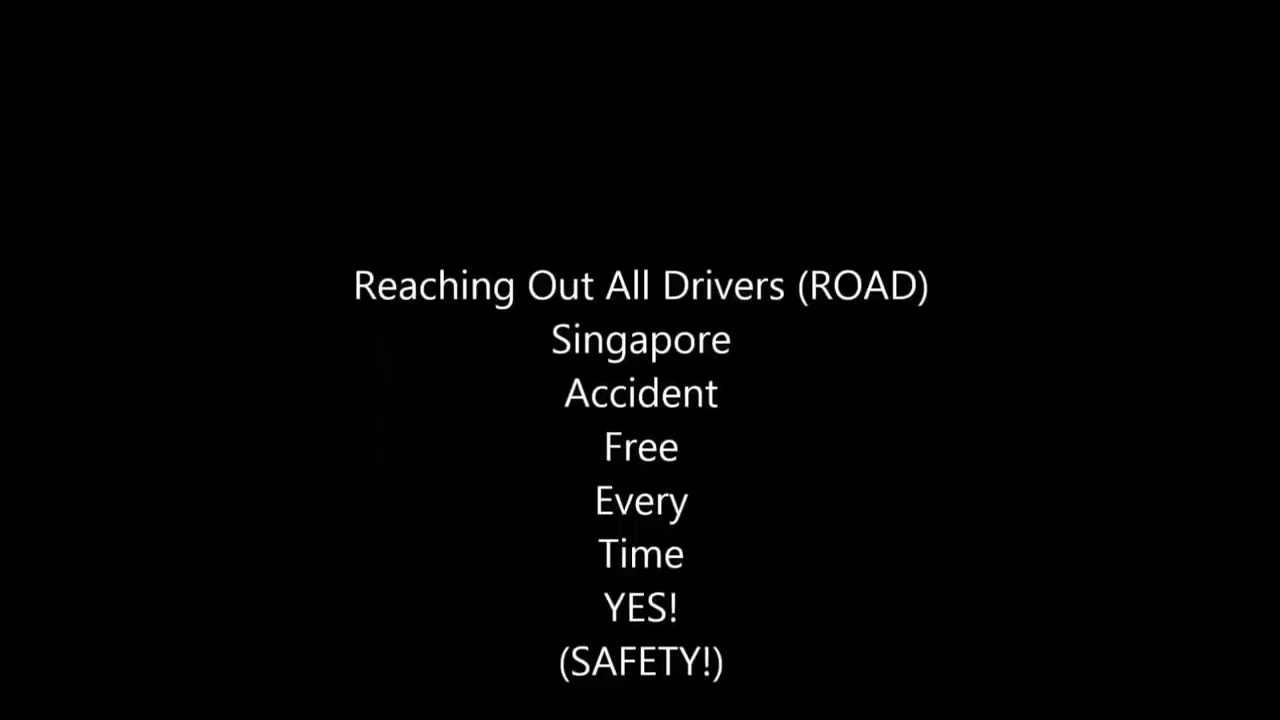 Reaching Out All Drivers (ROAD)
Singapore
Accident
Free
Every
Time
YES!
(SAFETY!)